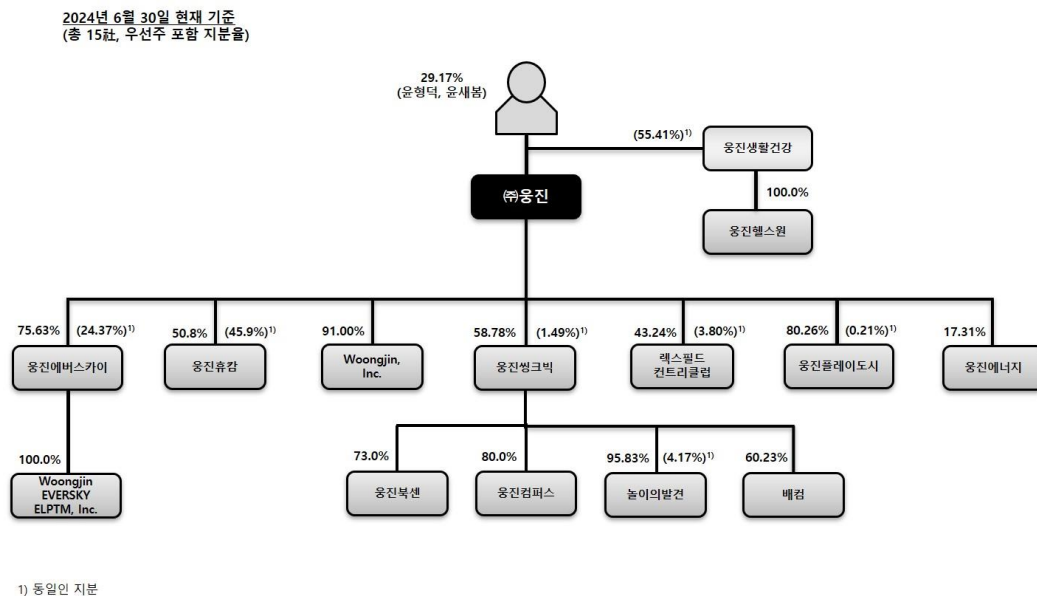 2024년 6월 30일 현재 기준
(총 15社, 우선주 포함 지분율)
29.17%
(윤형덕, 윤새봄)
(55.41%)¹⁾
웅진생활건강
㈜웅진
100.0%
웅진헬스원
75.63% (24.37%)¹⁾
50.8% (45.9%)¹⁾
91.00%
58.78% (1.49%)¹⁾
43.24% (3.80%)¹⁾
80.26% (0.21%)¹⁾
17.31%
웅진에버스카이
웅진휴캄
Woongjin,
Inc.
웅진씽크빅
렉스필드
컨트리클럽
웅진플레이도시
웅진에너지
100.0%
73.0%
80.0%
95.83% (4.17%)¹⁾
60.23%
Woongjin
EVERSKY
ELPTM, Inc.
웅진북센
웅진컴퍼스
놀이의발견
배컴
1) 동일인 지분